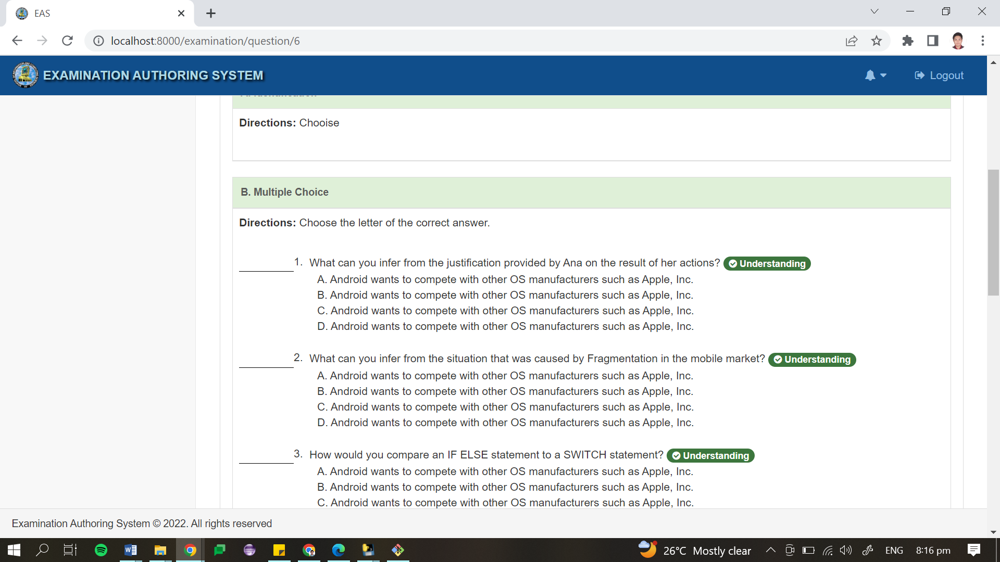 EAS
localhost:8000/examination/question/6
EXAMINATION AUTHORING SYSTEM
Logout
Directions: Chooise
B. Multiple Choice
Directions: Choose the letter of the correct answer.
1. What can you infer from the justification provided by Ana on the result of her actions? Understanding
A. Android wants to compete with other OS manufacturers such as Apple, Inc.
B. Android wants to compete with other OS manufacturers such as Apple, Inc.
C. Android wants to compete with other OS manufacturers such as Apple, Inc.
D. Android wants to compete with other OS manufacturers such as Apple, Inc.
2. What can you infer from the situation that was caused by Fragmentation in the mobile market? Understanding
A. Android wants to compete with other OS manufacturers such as Apple, Inc.
B. Android wants to compete with other OS manufacturers such as Apple, Inc.
C. Android wants to compete with other OS manufacturers such as Apple, Inc.
D. Android wants to compete with other OS manufacturers such as Apple, Inc.
3. How would you compare an IF ELSE statement to a SWITCH statement? Understanding
A. Android wants to compete with other OS manufacturers such as Apple, Inc.
B. Android wants to compete with other OS manufacturers such as Apple, Inc.
C. Android wants to compete with other OS manufacturers such as Apple, Inc.
Examination Authoring System © 2022. All rights reserved
26°C Mostly clear ENG 8:16 pm